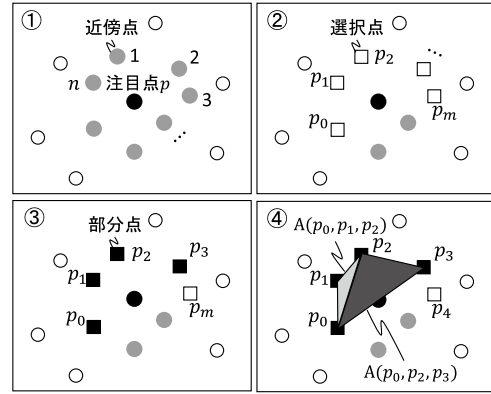 ①
近傍点
1
2
n
注目点p
3
…
②
選択点
p₂
…
p₁
pₘ
p₀
③
部分点
p₂
p₃
p₁
pₘ
p₀
④
A(p₀, p₁, p₂)
p₂
p₃
p₁
p₄
p₀
A(p₀, p₂, p₃)